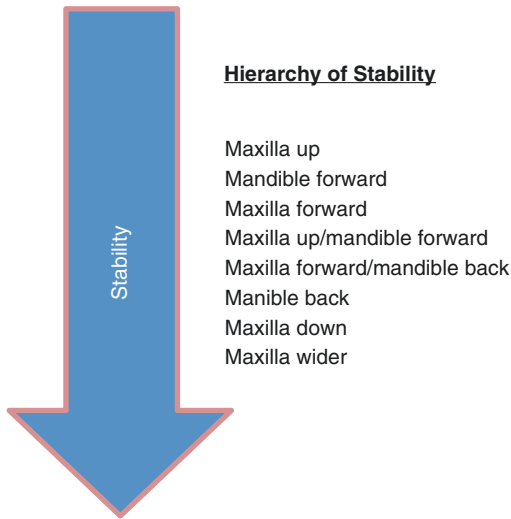 Hierarchy of Stability
Maxilla up
Mandible forward
Maxilla forward
Maxilla up/mandible forward
Maxilla forward/mandible back
Manible back
Maxilla down
Maxilla wider
Stability